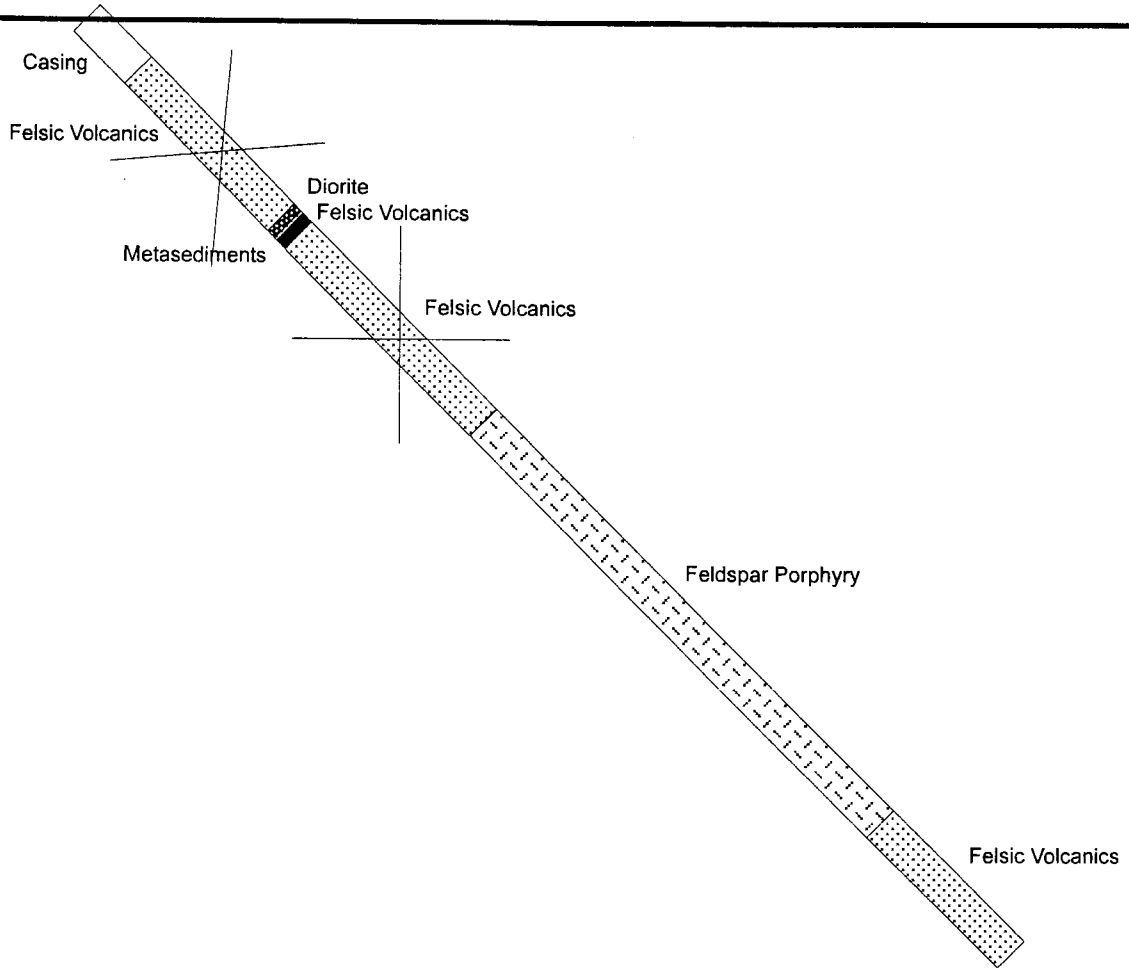 Casing
Felsic Volcanics
Diorite
Felsic Volcanics
Metasediments
Felsic Volcanics
Feldspar Porphyry
Felsic Volcanics